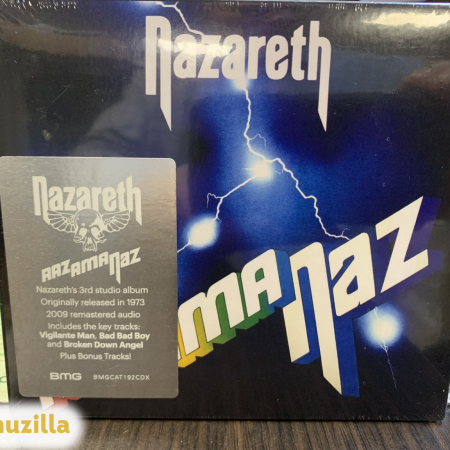 Nazareth
Nazareth
RAZAMANAZ
Nazareth's 3rd studio album
Originally released in 1973
2009 remastered audio
Includes the key tracks:
Vigilante Man, Bad Bad Boy
and Broken Down Angel
Plus Bonus Tracks!
BMG BMGCAT192CDX
MANAZ
uzilla